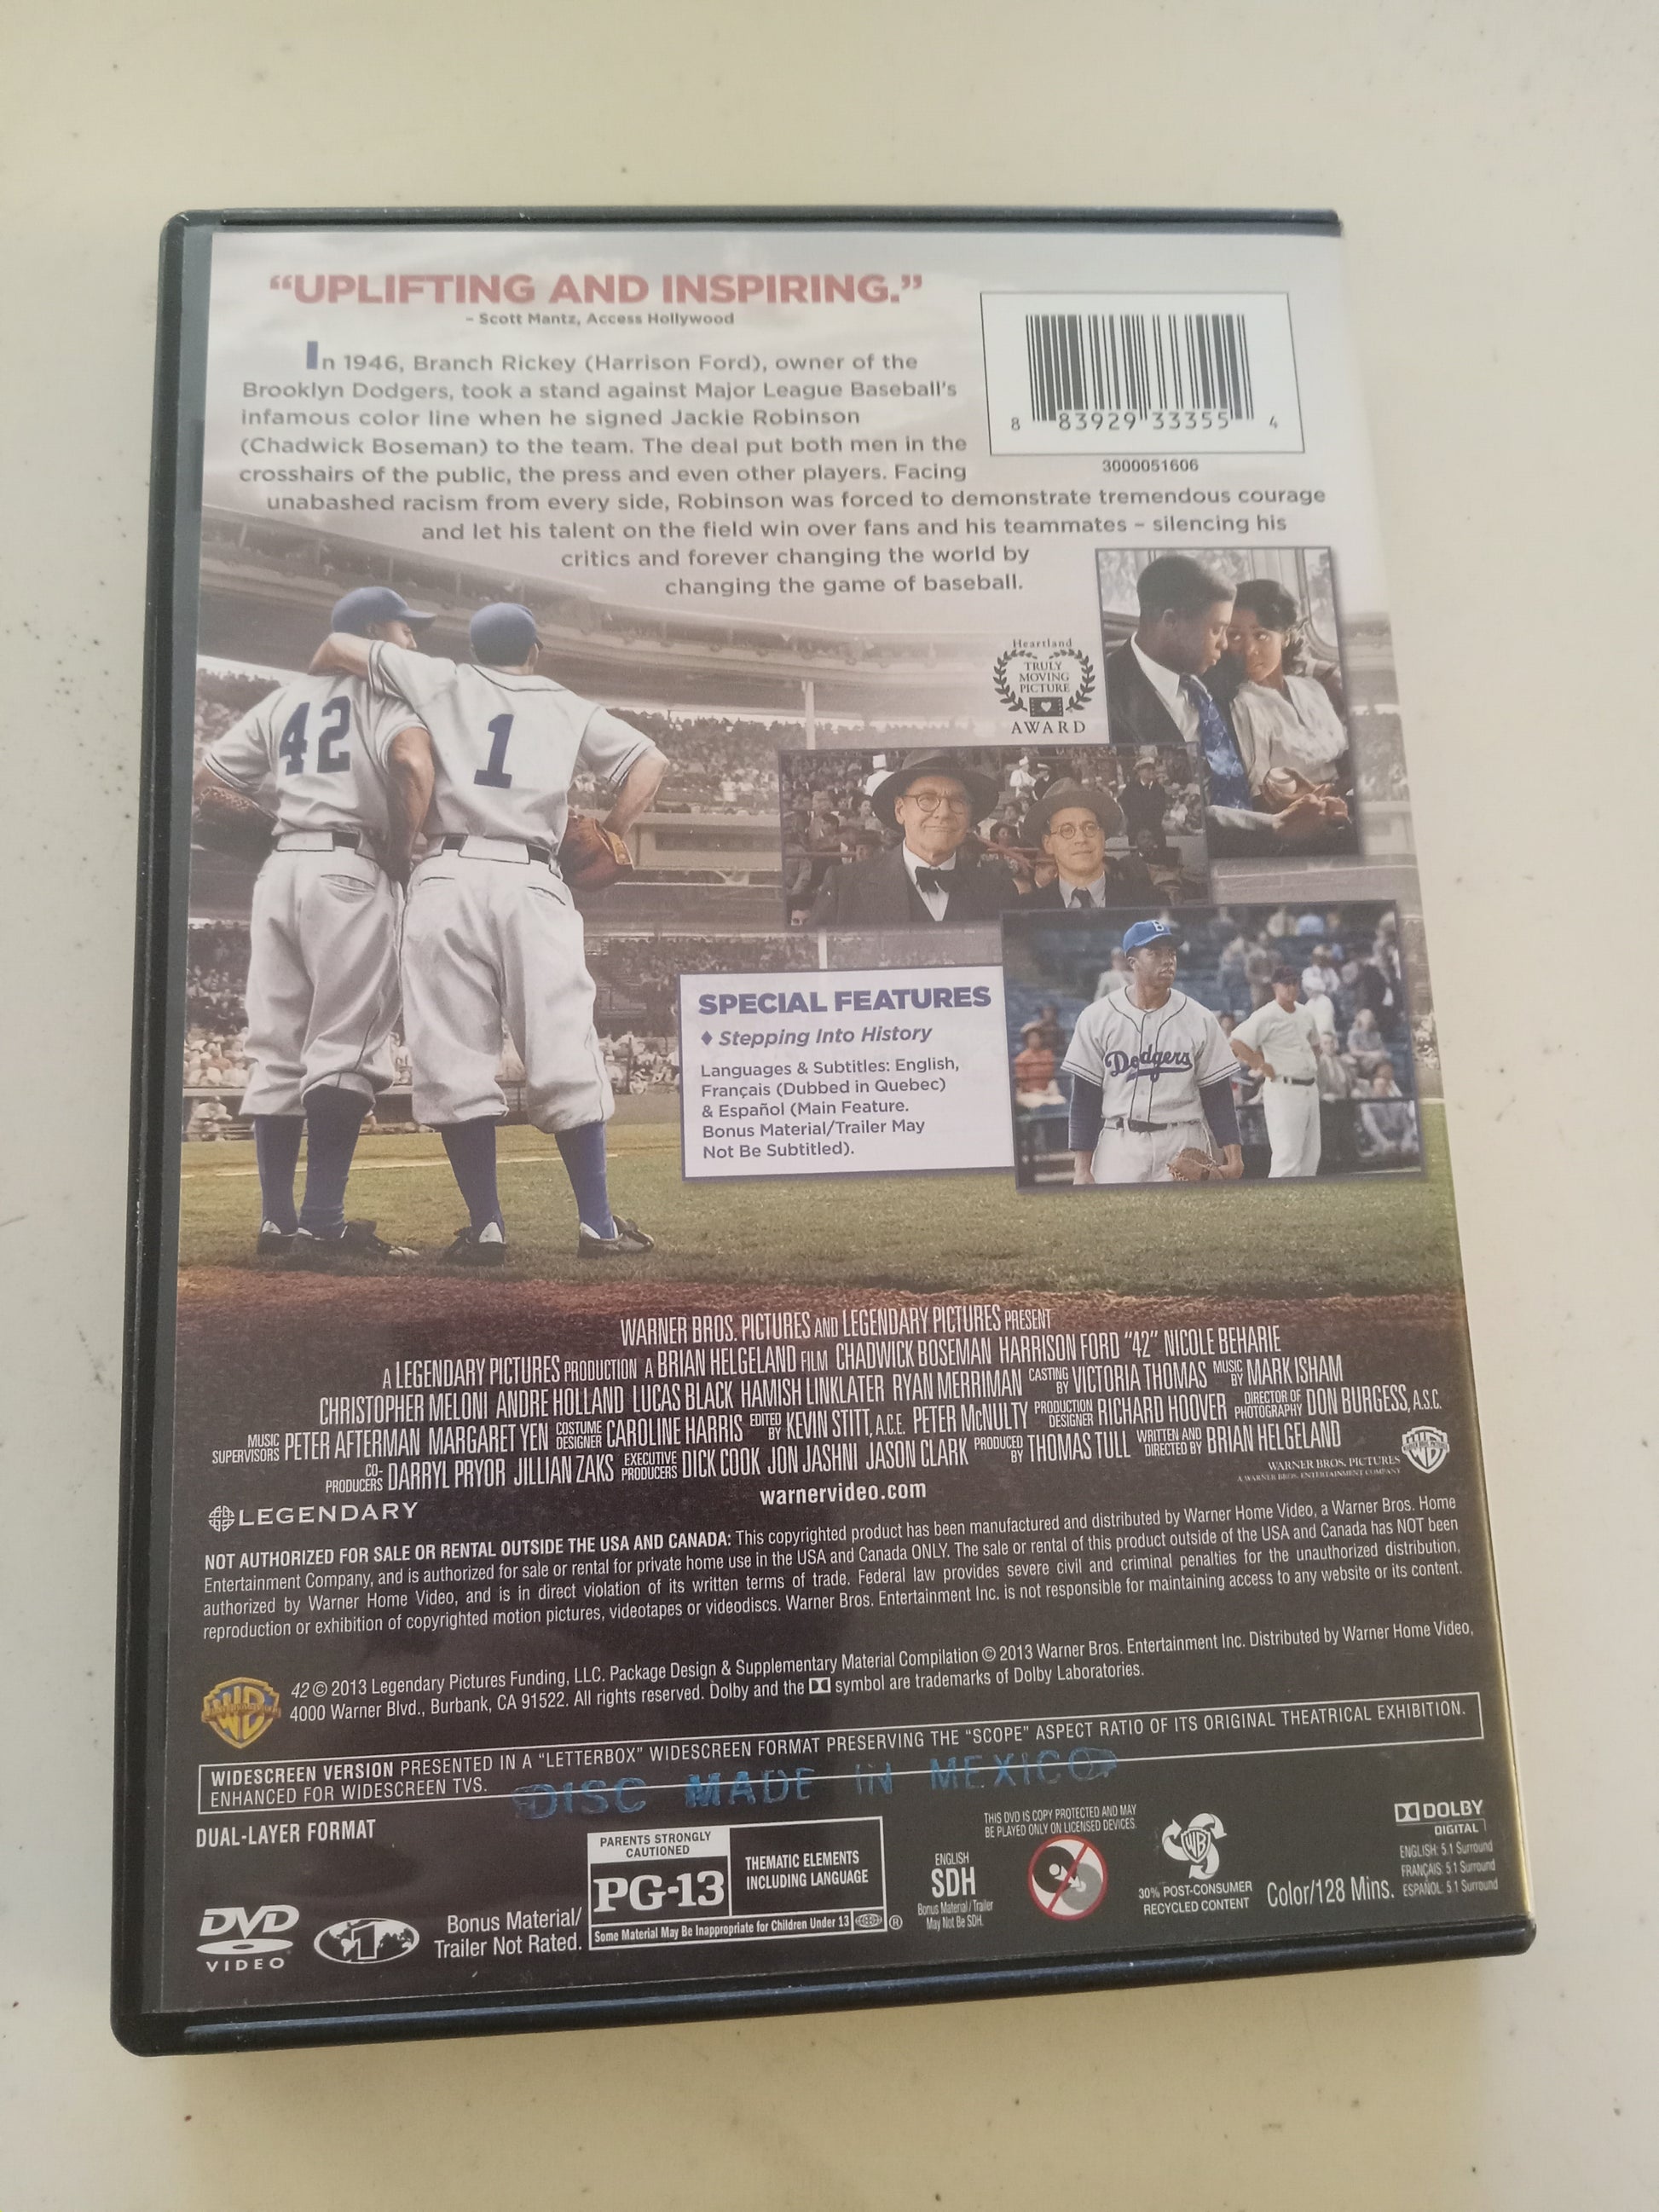 “UPLIFTING AND INSPIRING.”
– Scott Mantz, Access Hollywood
In 1946, Branch Rickey (Harrison Ford), owner of the
Brooklyn Dodgers, took a stand against Major League Baseball's
infamous color line when he signed Jackie Robinson
(Chadwick Boseman) to the team. The deal put both men in the
crosshairs of the public, the press and even other players. Facing
unabashed racism from every side, Robinson was forced to demonstrate tremendous courage
and let his talent on the field win over fans and his teammates – silencing his
critics and forever changing the world by
changing the game of baseball.
8 83929 33355 4
3000051606
Heartland
TRULY
MOVING
PICTURE
AWARD
42
1
B
Dodgers
SPECIAL FEATURES
♦ Stepping Into History
Languages & Subtitles: English,
Français (Dubbed in Quebec)
& Español (Main Feature.
Bonus Material/Trailer May
Not Be Subtitled).
WARNER BROS. PICTURES AND LEGENDARY PICTURES PRESENT
A LEGENDARY PICTURES PRODUCTION A BRIAN HELGELAND FILM CHADWICK BOSEMAN HARRISON FORD “42” NICOLE BEHARIE
CHRISTOPHER MELONI ANDRE HOLLAND LUCAS BLACK HAMISH LINKLATER RYAN MERRIMAN CASTING BY VICTORIA THOMAS MUSIC BY MARK ISHAM
MUSIC SUPERVISORS PETER AFTERMAN MARGARET YEN COSTUME DESIGNER CAROLINE HARRIS EDITED BY KEVIN STITT, A.C.E. PETER McNULTY PRODUCTION DESIGNER RICHARD HOOVER DIRECTOR OF PHOTOGRAPHY DON BURGESS, A.S.C.
CO-PRODUCERS DARRYL PRYOR JILLIAN ZAKS EXECUTIVE PRODUCERS DICK COOK JON JASHNI JASON CLARK PRODUCED BY THOMAS TULL WRITTEN AND DIRECTED BY BRIAN HELGELAND
WARNER BROS. PICTURES
A WARNER BROS. ENTERTAINMENT COMPANY
LEGENDARY
warnervideo.com
NOT AUTHORIZED FOR SALE OR RENTAL OUTSIDE THE USA AND CANADA: This copyrighted product has been manufactured and distributed by Warner Home Video, a Warner Bros. Home
Entertainment Company, and is authorized for sale or rental for private home use in the USA and Canada ONLY. The sale or rental of this product outside of the USA and Canada has NOT been
authorized by Warner Home Video, and is in direct violation of its written terms of trade. Federal law provides severe civil and criminal penalties for the unauthorized distribution,
reproduction or exhibition of copyrighted motion pictures, videotapes or videodiscs. Warner Bros. Entertainment Inc. is not responsible for maintaining access to any website or its content.
42 © 2013 Legendary Pictures Funding, LLC. Package Design & Supplementary Material Compilation © 2013 Warner Bros. Entertainment Inc. Distributed by Warner Home Video,
4000 Warner Blvd., Burbank, CA 91522. All rights reserved. Dolby and the symbol are trademarks of Dolby Laboratories.
WB
WIDESCREEN VERSION PRESENTED IN A “LETTERBOX” WIDESCREEN FORMAT PRESERVING THE “SCOPE” ASPECT RATIO OF ITS ORIGINAL THEATRICAL EXHIBITION.
ENHANCED FOR WIDESCREEN TVS.
DISC MADE IN MEXICO
DUAL-LAYER FORMAT
DVD
VIDEO
1
Bonus Material/
Trailer Not Rated.
PARENTS STRONGLY
CAUTIONED
PG-13
THEMATIC ELEMENTS
INCLUDING LANGUAGE
Some Material May Be Inappropriate for Children Under 13
®
ENGLISH
SDH
Bonus Material/Trailer
May Not Be SDH.
THIS DVD IS COPY PROTECTED AND MAY
BE PLAYED ONLY ON LICENSED DEVICES.
WB
30% POST-CONSUMER
RECYCLED CONTENT
Color/128 Mins.
DOLBY
DIGITAL
ENGLISH: 5.1 Surround
FRANÇAIS: 5.1 Surround
ESPAÑOL: 5.1 Surround